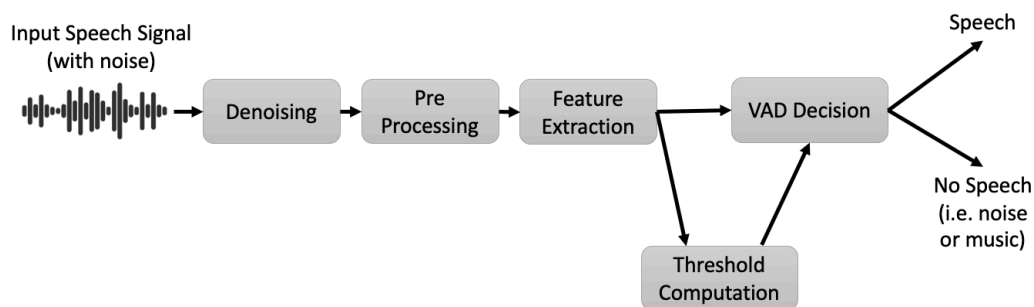 Input Speech Signal
(with noise)
Denoising
Pre
Processing
Feature
Extraction
VAD Decision
Threshold
Computation
Speech
No Speech
(i.e. noise
or music)